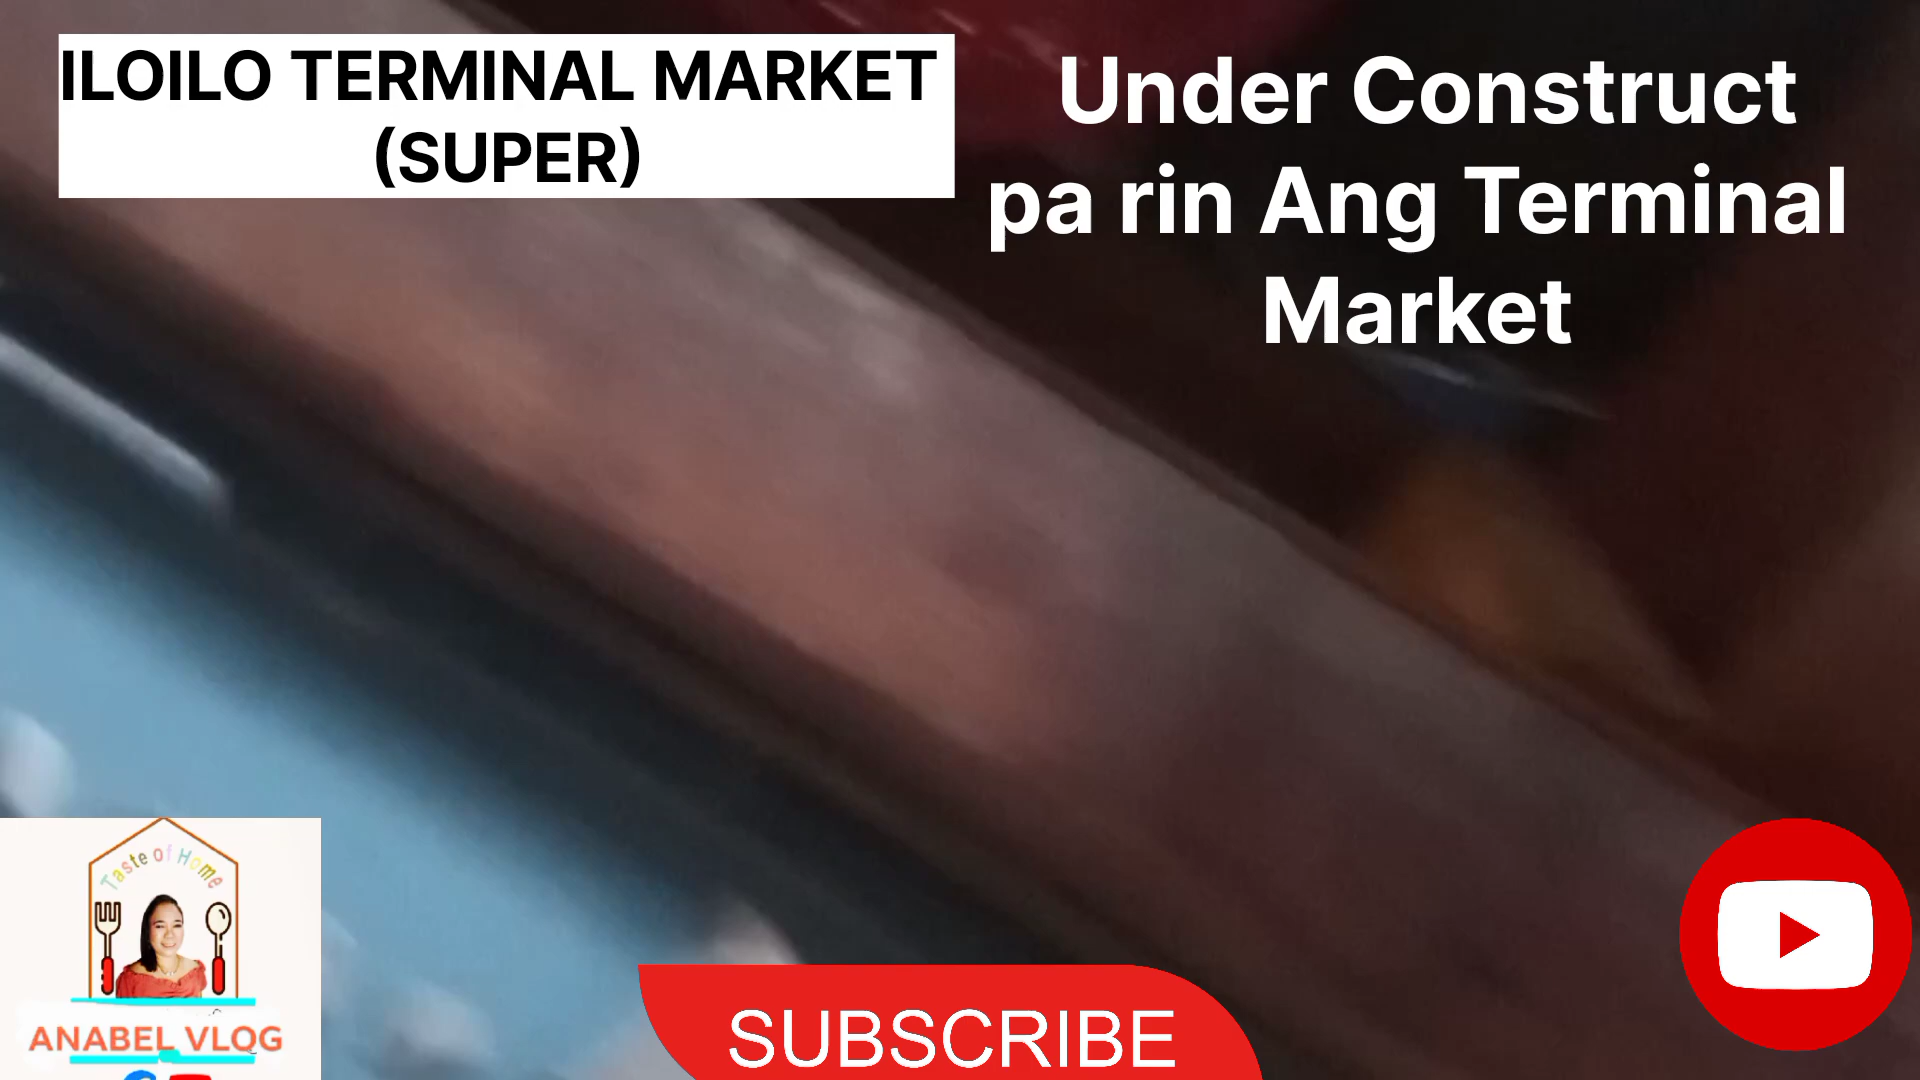 ILOILO TERMINAL MARKET
(SUPER)
Under Construct
pa rin Ang Terminal
Market
Taste of Home
ANABEL VLOG
SUBSCRIBE